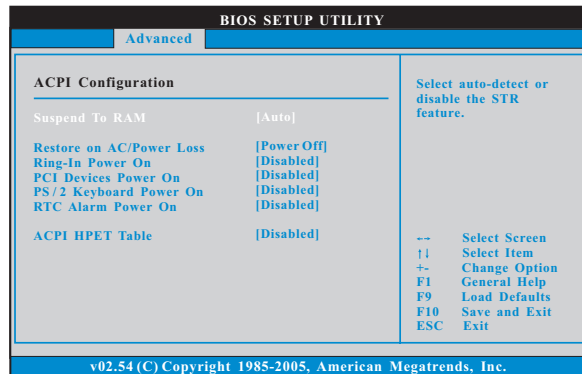 BIOS SETUP UTILITY
Advanced
ACPI Configuration
Suspend To RAM [Auto]
Restore on AC/Power Loss [Power Off]
Ring-In Power On [Disabled]
PCI Devices Power On [Disabled]
PS/2 Keyboard Power On [Disabled]
RTC Alarm Power On [Disabled]
ACPI HPET Table [Disabled]
Select auto-detect or
disable the STR
feature.
←→ Select Screen
↑↓ Select Item
+- Change Option
F1 General Help
F9 Load Defaults
F10 Save and Exit
ESC Exit
v02.54 (C) Copyright 1985-2005, American Megatrends, Inc.